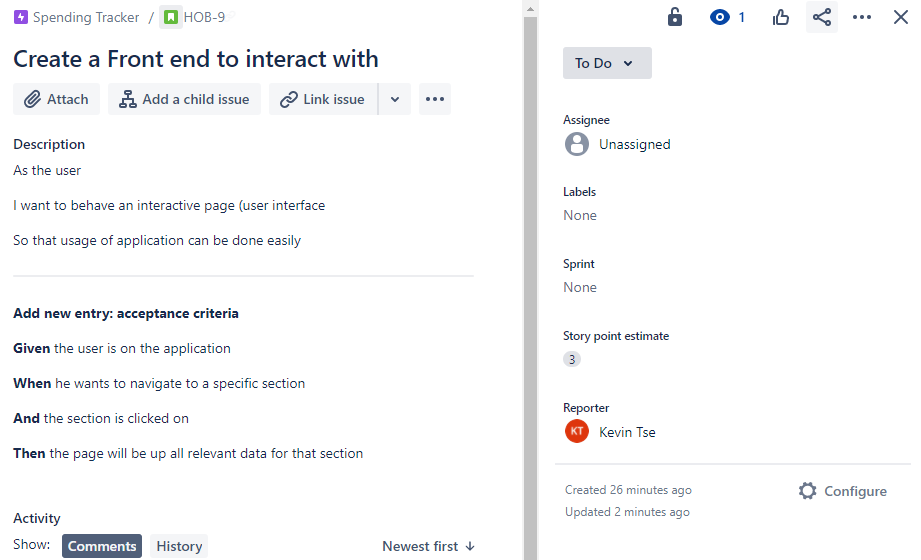 Spending Tracker / HOB-9
1
Create a Front end to interact with
Attach
Add a child issue
Link issue
To Do
Description
As the user
I want to behave an interactive page (user interface
So that usage of application can be done easily
Add new entry: acceptance criteria
Given the user is on the application
When he wants to navigate to a specific section
And the section is clicked on
Then the page will be up all relevant data for that section
Activity
Show: Comments History Newest first
Assignee
Unassigned
Labels
None
Sprint
None
Story point estimate
3
Reporter
KT Kevin Tse
Created 26 minutes ago
Updated 2 minutes ago
Configure